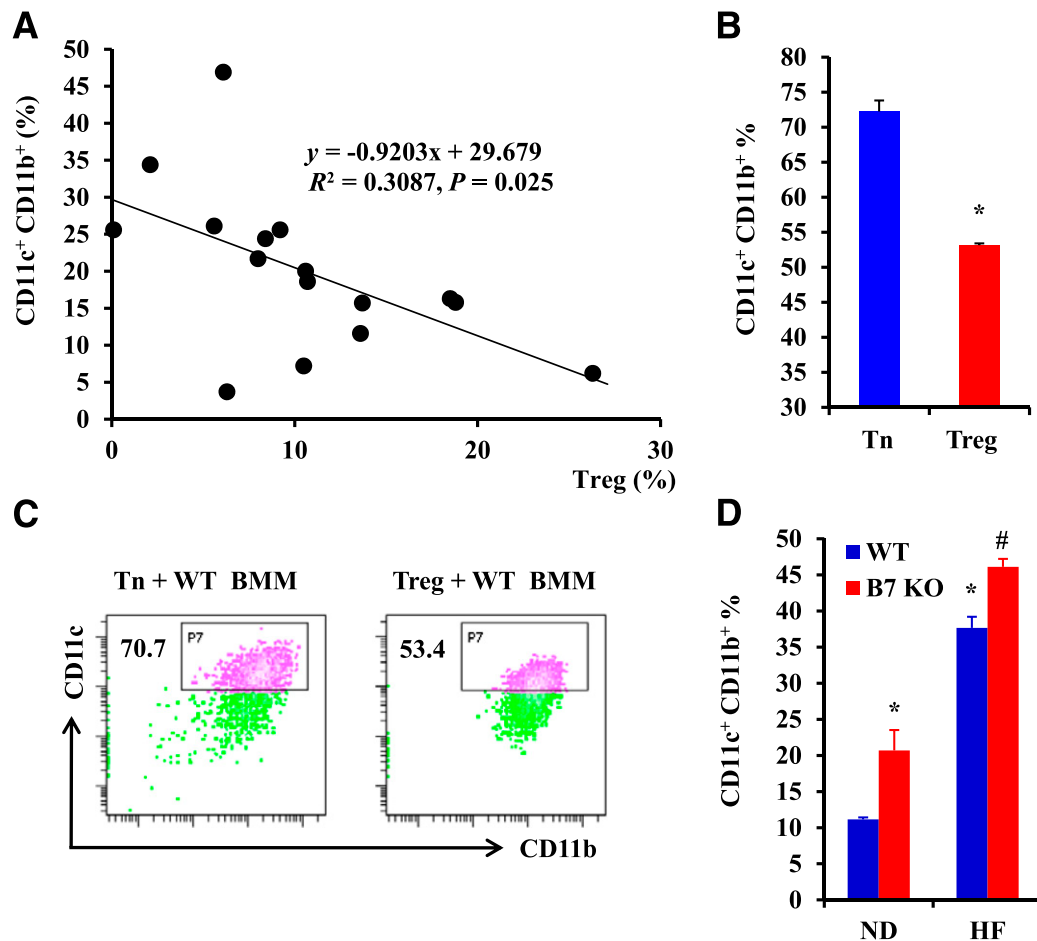 A
CD11c⁺ CD11b⁺ (%)
50
45
40
35
30
25
20
15
10
5
0
y = -0.9203x + 29.679
R² = 0.3087, P = 0.025
0 10 20 30
Treg (%)
B
CD11c⁺ CD11b⁺ %
80
75
70
65
60
55
50
45
40
35
30
*
Tn Treg
C
Tn + WT BMM
Treg + WT BMM
CD11c
70.7
P7
53.4
P7
CD11b
D
CD11c⁺ CD11b⁺ %
50
45
40
35
30
25
20
15
10
5
0
WT
B7 KO
*
*
#
ND HF